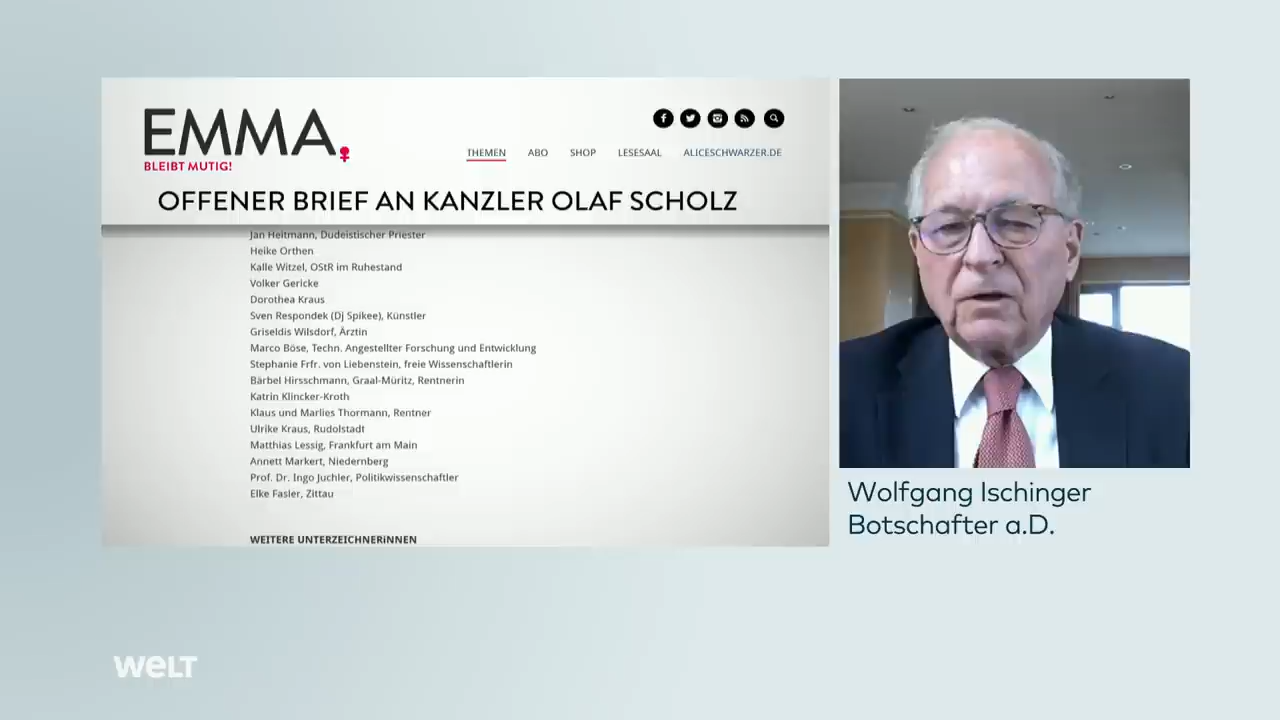 EMMA
BLEIBT MUTIG!
THEMEN ABO SHOP LESESAAL ALICESCHWARZER.DE
OFFENER BRIEF AN KANZLER OLAF SCHOLZ
Jan Heitmann, Dudeistischer Priester
Heike Orthen
Kalle Witzel, OStR im Ruhestand
Volker Gericke
Dorothea Kraus
Sven Respondek (Dj Spikee), Künstler
Griseldis Wilsdorf, Ärztin
Marco Böse, Techn. Angestellter Forschung und Entwicklung
Stephanie Frfr. von Liebenstein, freie Wissenschaftlerin
Bärbel Hirsschmann, Graal-Müritz, Rentnerin
Katrin Klincker-Kroth
Klaus und Marlies Thormann, Rentner
Ulrike Kraus, Rudolstadt
Matthias Lessig, Frankfurt am Main
Annett Markert, Niedernberg
Prof. Dr. Ingo Juchler, Politikwissenschaftler
Elke Fasler, Zittau
WEITERE UNTERZEICHNERiNNEN
Wolfgang Ischinger
Botschafter a.D.
WELT